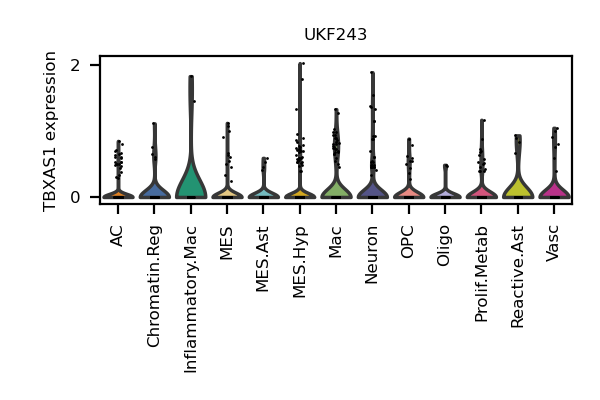 UKF243
TBXAS1 expression
2
0
AC
Chromatin.Reg
Inflammatory.Mac
MES
MES.Ast
MES.Hyp
Mac
Neuron
OPC
Oligo
Prolif.Metab
Reactive.Ast
Vasc